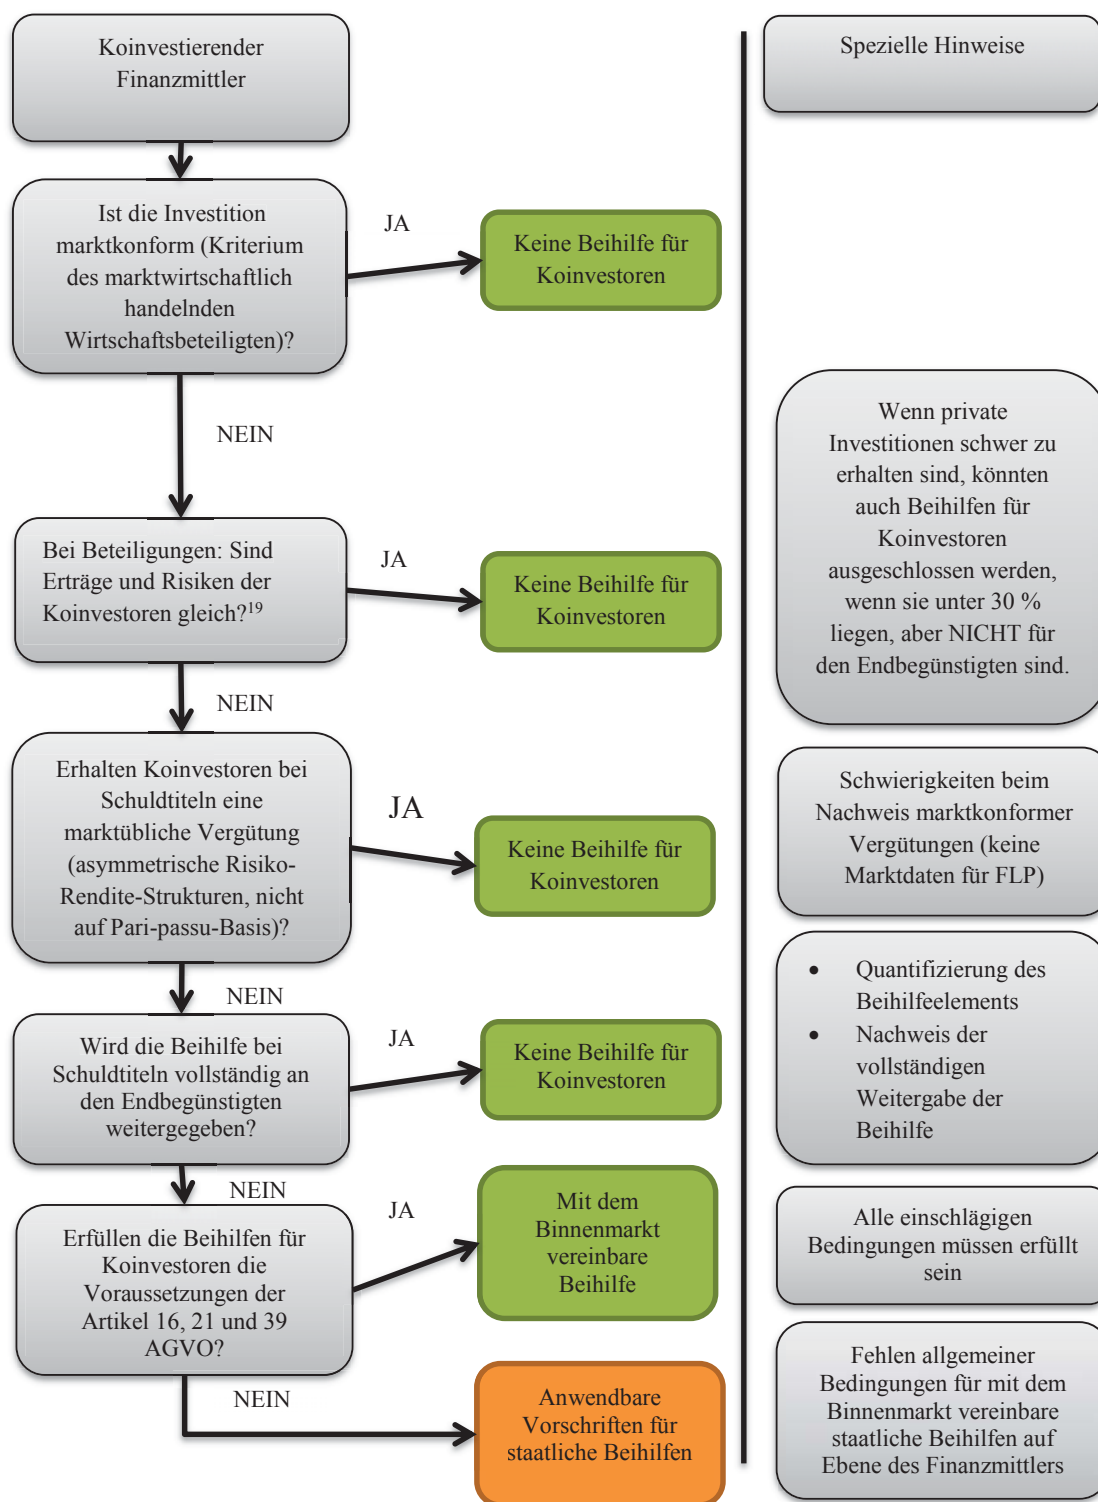 Koinvestierender
Finanzmittler
Spezielle Hinweise
Ist die Investition
marktkonform (Kriterium
des marktwirtschaftlich
handelnden
Wirtschaftsbeteiligten)?
JA
Keine Beihilfe für
Koinvestoren
NEIN
Wenn private
Investitionen schwer zu
erhalten sind, könnten
auch Beihilfen für
Koinvestoren
ausgeschlossen werden,
wenn sie unter 30 %
liegen, aber NICHT für
den Endbegünstigten sind.
Bei Beteiligungen: Sind
Erträge und Risiken der
Koinvestoren gleich?¹⁹
JA
Keine Beihilfe für
Koinvestoren
NEIN
Erhalten Koinvestoren bei
Schuldtiteln eine
marktübliche Vergütung
(asymmetrische Risiko-
Rendite-Strukturen, nicht
auf Pari-passu-Basis)?
JA
Keine Beihilfe für
Koinvestoren
Schwierigkeiten beim
Nachweis marktkonformer
Vergütungen (keine
Marktdaten für FLP)
NEIN
Wird die Beihilfe bei
Schuldtiteln vollständig an
den Endbegünstigten
weitergegeben?
JA
Keine Beihilfe für
Koinvestoren
• Quantifizierung des
Beihilfeelements
• Nachweis der
vollständigen
Weitergabe der
Beihilfe
NEIN
Erfüllen die Beihilfen für
Koinvestoren die
Voraussetzungen der
Artikel 16, 21 und 39
AGVO?
JA
Mit dem
Binnenmarkt
vereinbare
Beihilfe
Alle einschlägigen
Bedingungen müssen erfüllt
sein
NEIN
Anwendbare
Vorschriften für
staatliche Beihilfen
Fehlen allgemeiner
Bedingungen für mit dem
Binnenmarkt vereinbare
staatliche Beihilfen auf
Ebene des Finanzmittlers